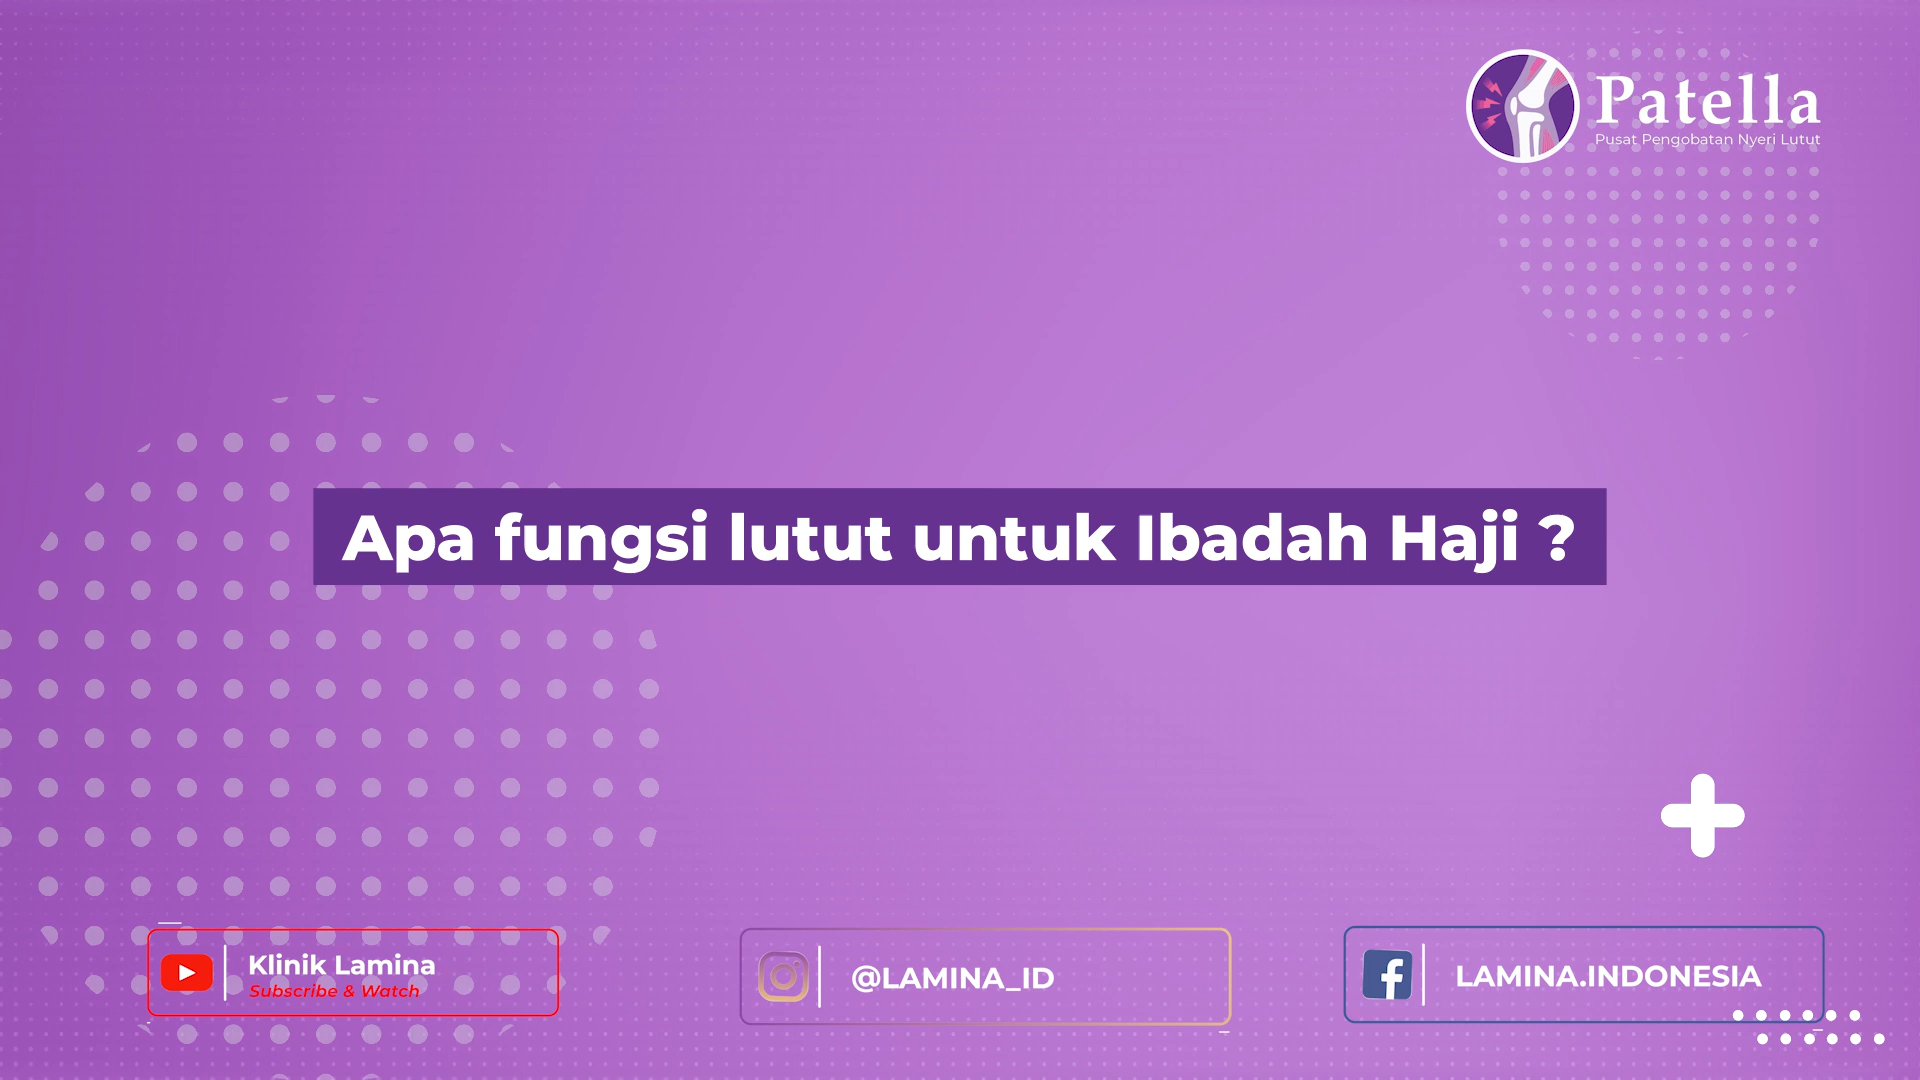 Patella
Pusat Pengobatan Nyeri Lutut
Apa fungsi lutut untuk Ibadah Haji ?
Klinik Lamina
Subscribe & Watch
@LAMINA_ID
LAMINA.INDONESIA